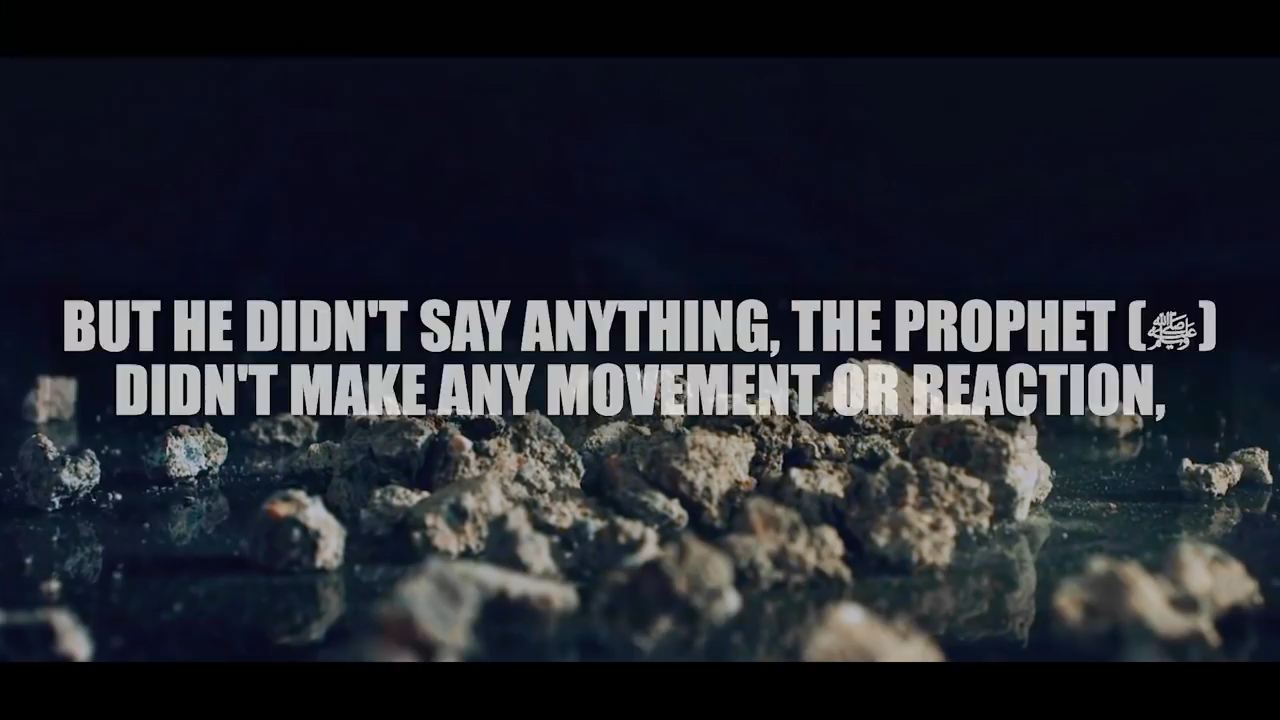 BUT HE DIDN'T SAY ANYTHING, THE PROPHET (ﷺ)
DIDN'T MAKE ANY MOVEMENT OR REACTION,